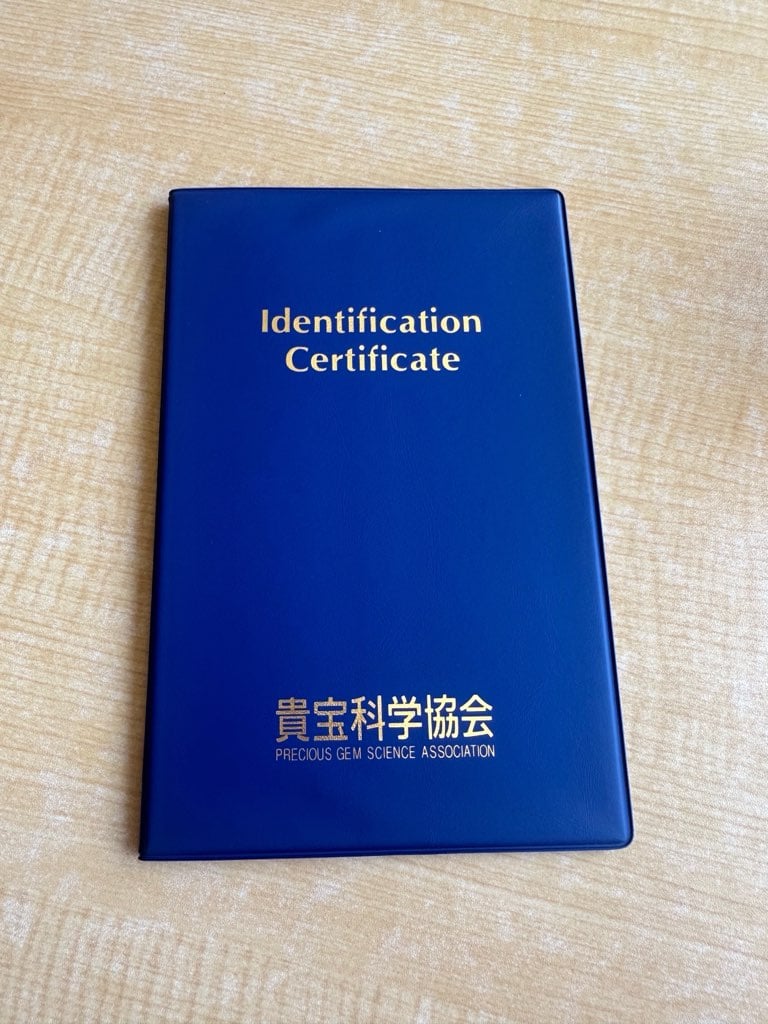 Identification
Certificate
貴宝科学協会
PRECIOUS GEM SCIENCE ASSOCIATION